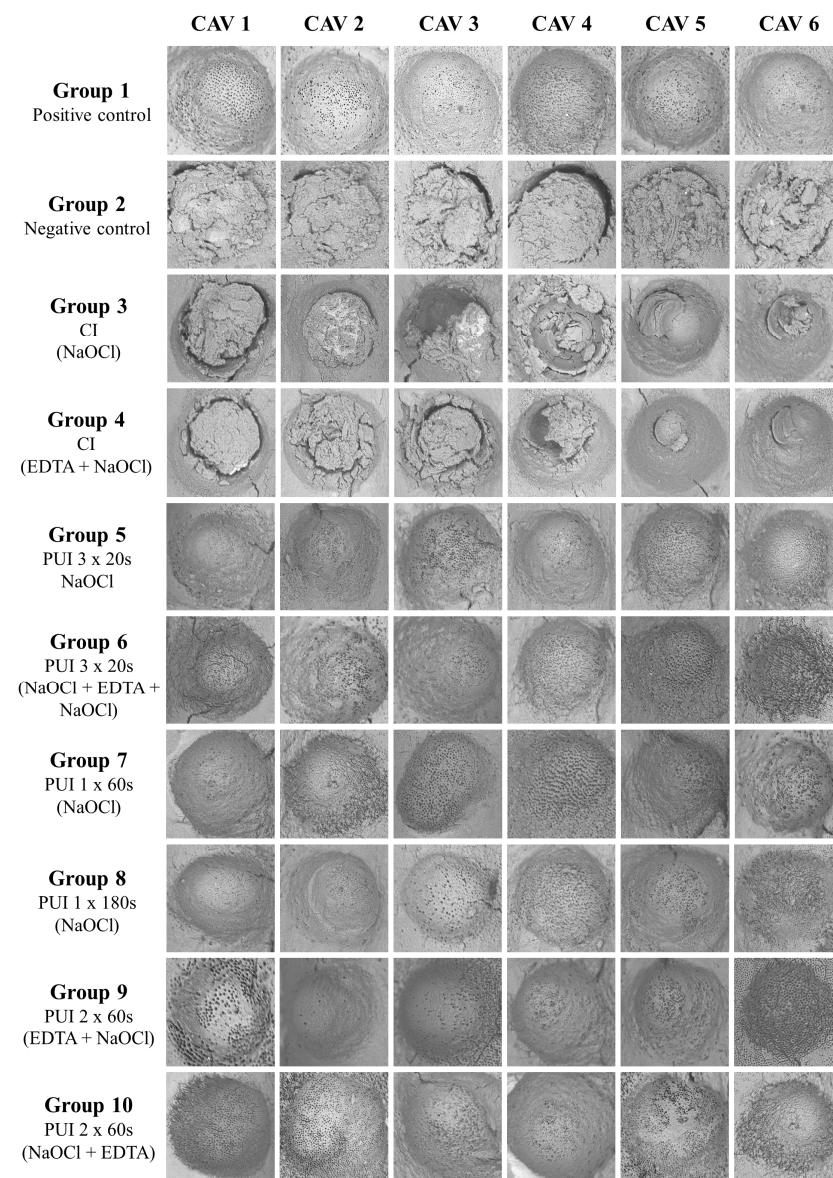 CAV 1 CAV 2 CAV 3 CAV 4 CAV 5 CAV 6
Group 1
Positive control
Group 2
Negative control
Group 3
CI
(NaOCl)
Group 4
CI
(EDTA + NaOCl)
Group 5
PUI 3 x 20s
NaOCl
Group 6
PUI 3 x 20s
(NaOCl + EDTA +
NaOCl)
Group 7
PUI 1 x 60s
(NaOCl)
Group 8
PUI 1 x 180s
(NaOCl)
Group 9
PUI 2 x 60s
(EDTA + NaOCl)
Group 10
PUI 2 x 60s
(NaOCl + EDTA)